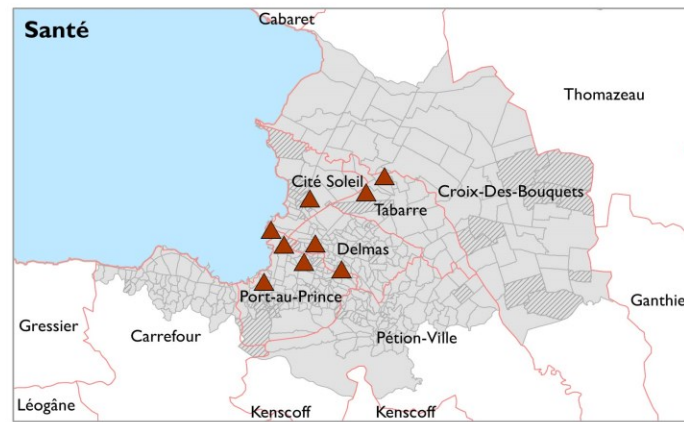 Santé
Cabaret
Thomazeau
Cité Soleil
Croix-Des-Bouquets
Tabarre
Delmas
Port-au-Prince
Ganthie
Gressier
Carrefour
Pétion-Ville
Léogâne
Kenscoff
Kenscoff